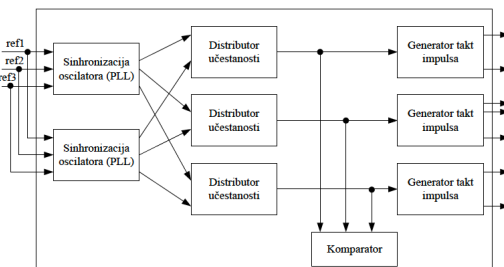 ref1
ref2
ref3
Sinhronizacija
oscilatora (PLL)
Sinhronizacija
oscilatora (PLL)
Distributor
učestanosti
Distributor
učestanosti
Distributor
učestanosti
Generator takt
impulsa
Generator takt
impulsa
Generator takt
impulsa
Komparator